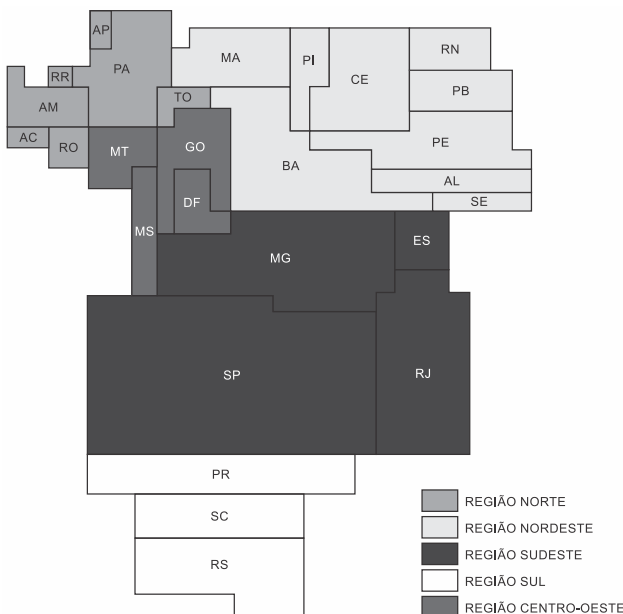 AP
RR
PA
AM
AC
RO
TO
MT
GO
DF
MS
MA
PI
CE
RN
PB
PE
BA
AL
SE
MG
ES
SP
RJ
PR
SC
RS
REGIÃO NORTE
REGIÃO NORDESTE
REGIÃO SUDESTE
REGIÃO SUL
REGIÃO CENTRO-OESTE